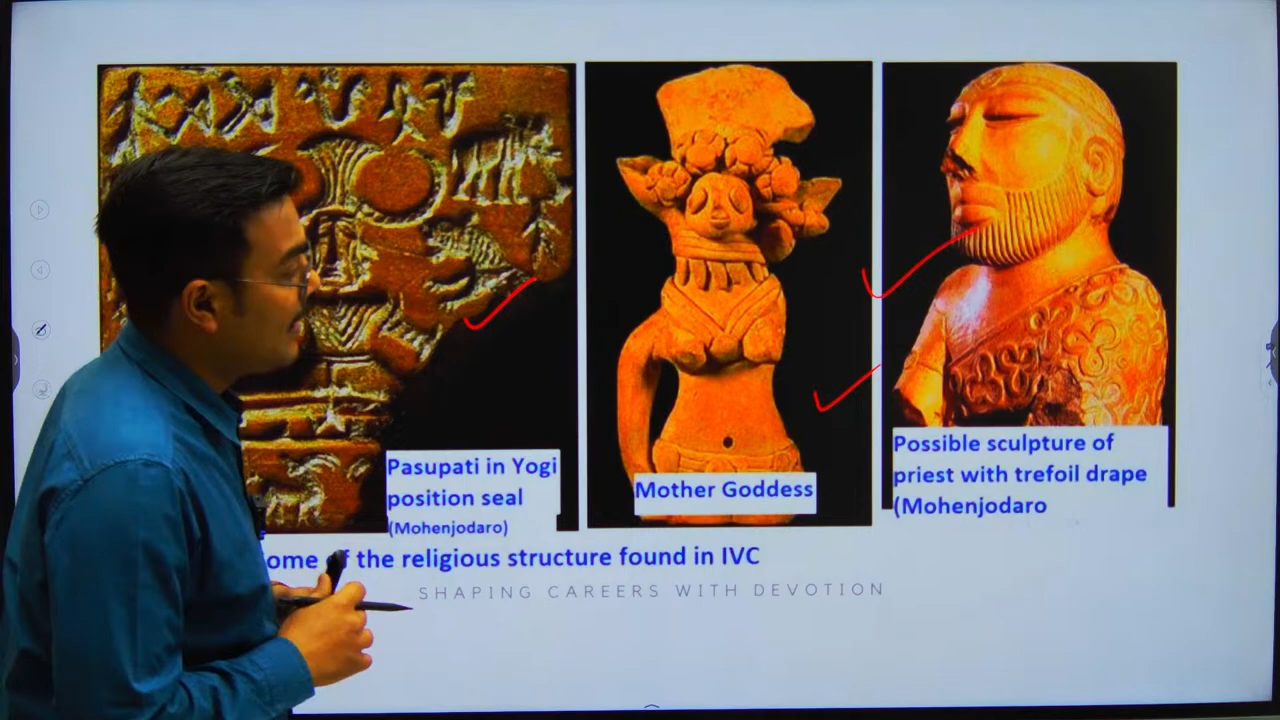 Pasupati in Yogi
position seal
(Mohenjodaro)
Mother Goddess
Possible sculpture of
priest with trefoil drape
(Mohenjodaro
the religious structure found in IVC
SHAPING CAREERS WITH DEVOTION